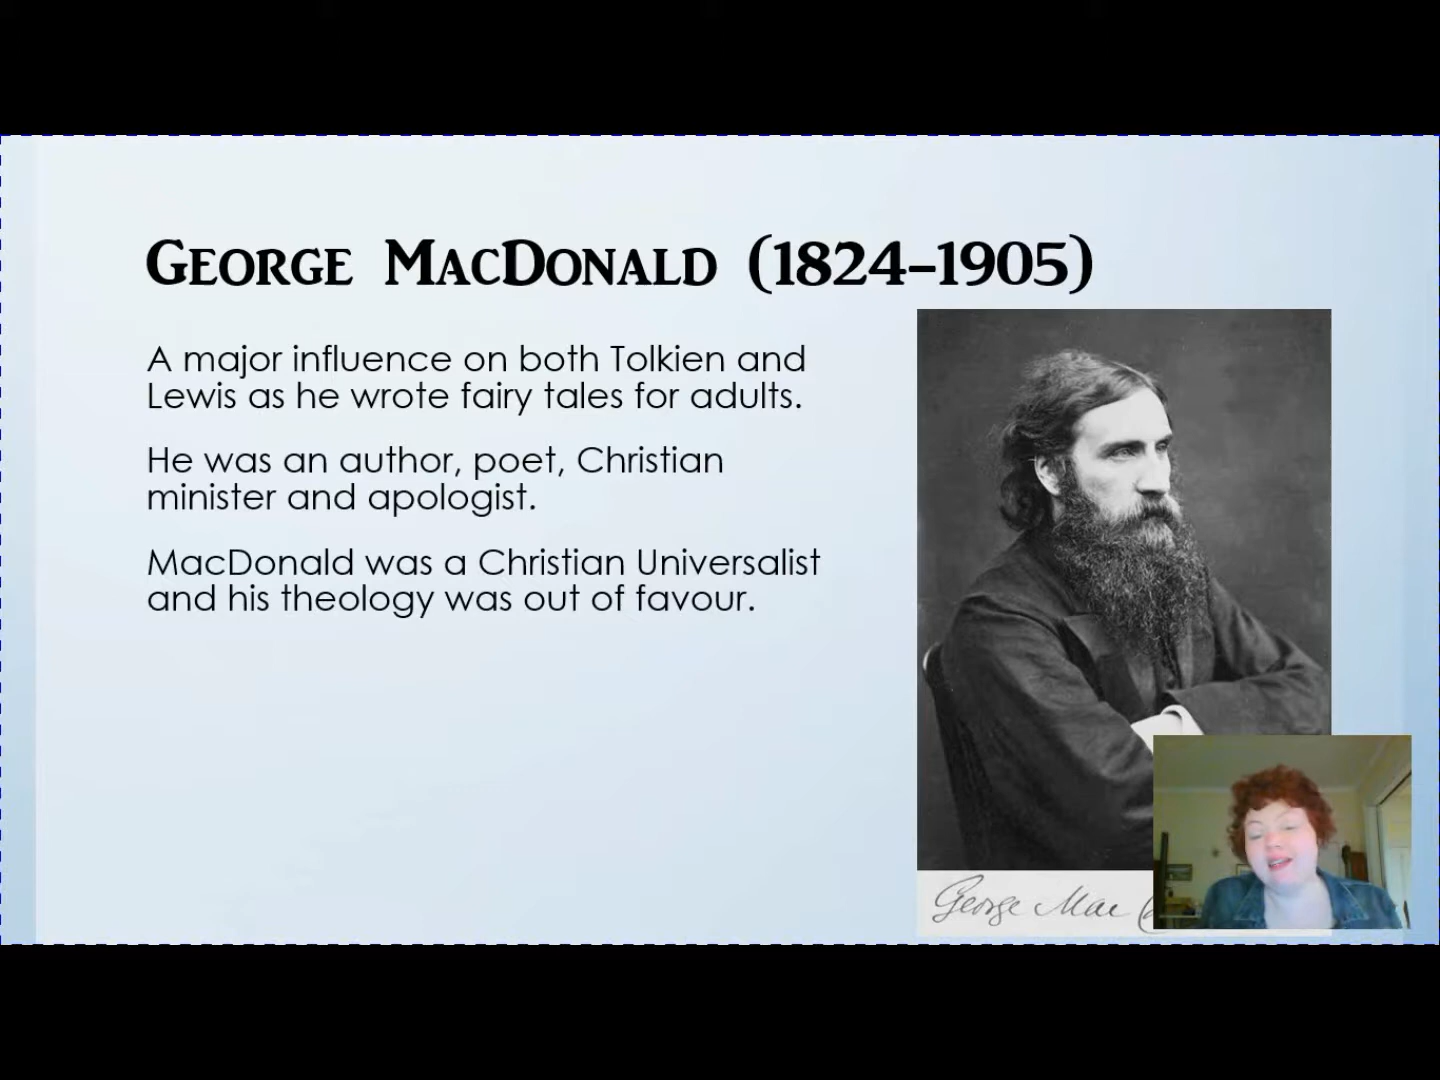 George MacDonald (1824–1905)
A major influence on both Tolkien and
Lewis as he wrote fairy tales for adults.
He was an author, poet, Christian
minister and apologist.
MacDonald was a Christian Universalist
and his theology was out of favour.
George Mac